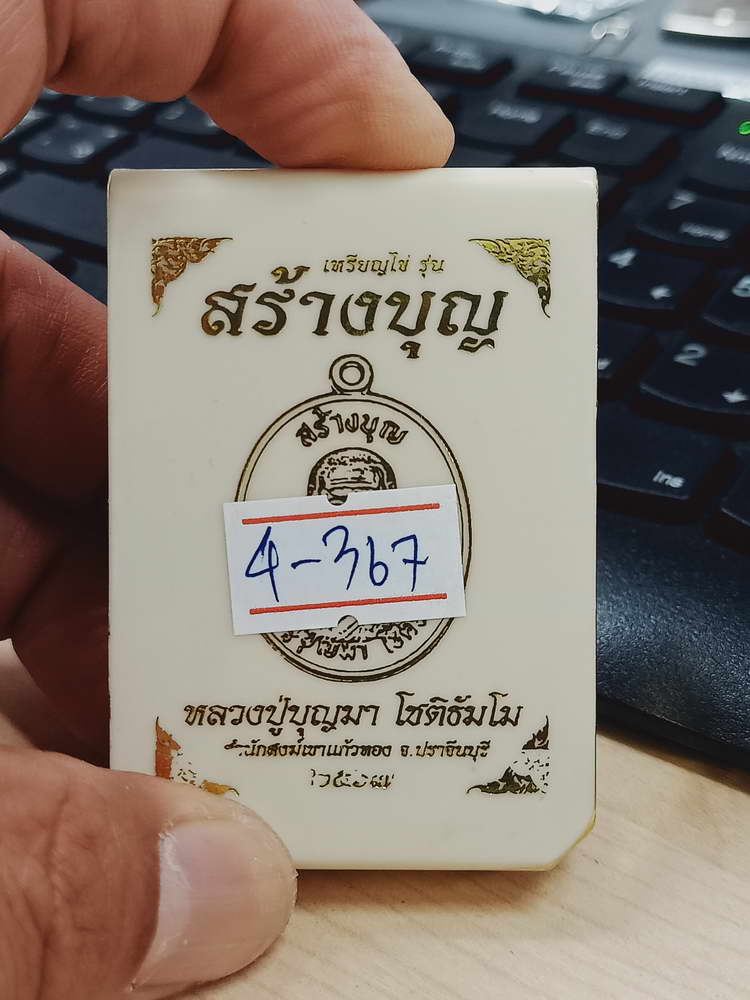 เหรียญไข่ รุ่น
สร้างบุญ
สร้างบุญ
4-367
หลวงปู่บุญมา โชติธัมโม
สำนักสงฆ์เขาแก้วทอง จ.ปราจีนบุรี
Ins